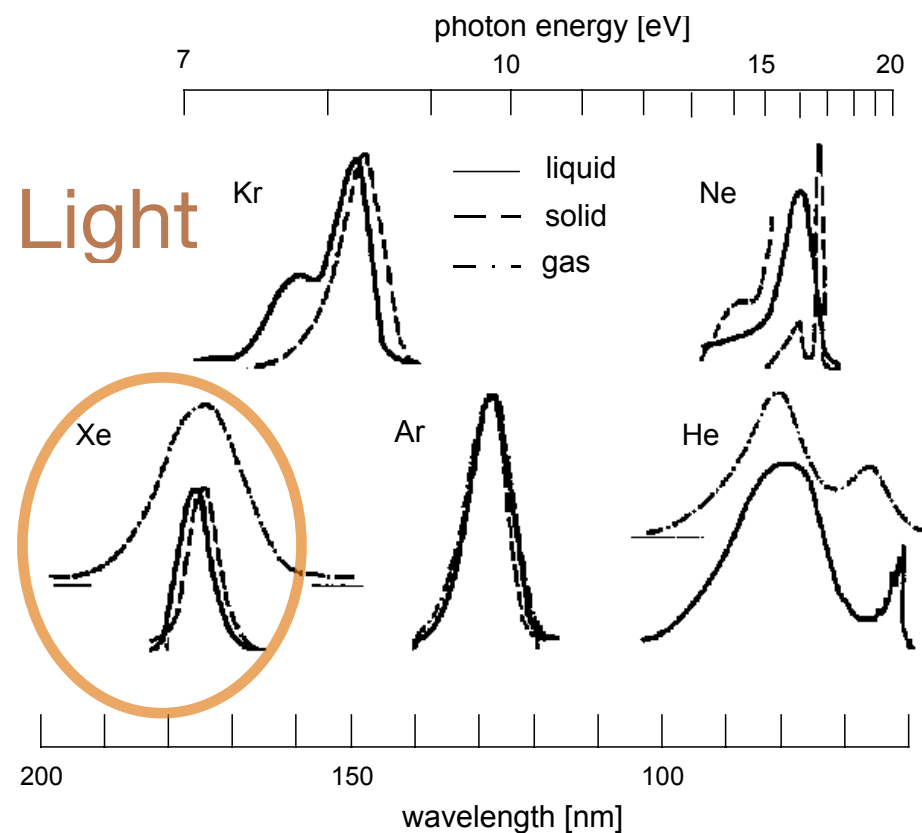 photon energy [eV]
7 10 15 20
Light
Kr
liquid
solid
gas
Ne
Xe
Ar
He
200 150 100
wavelength [nm]